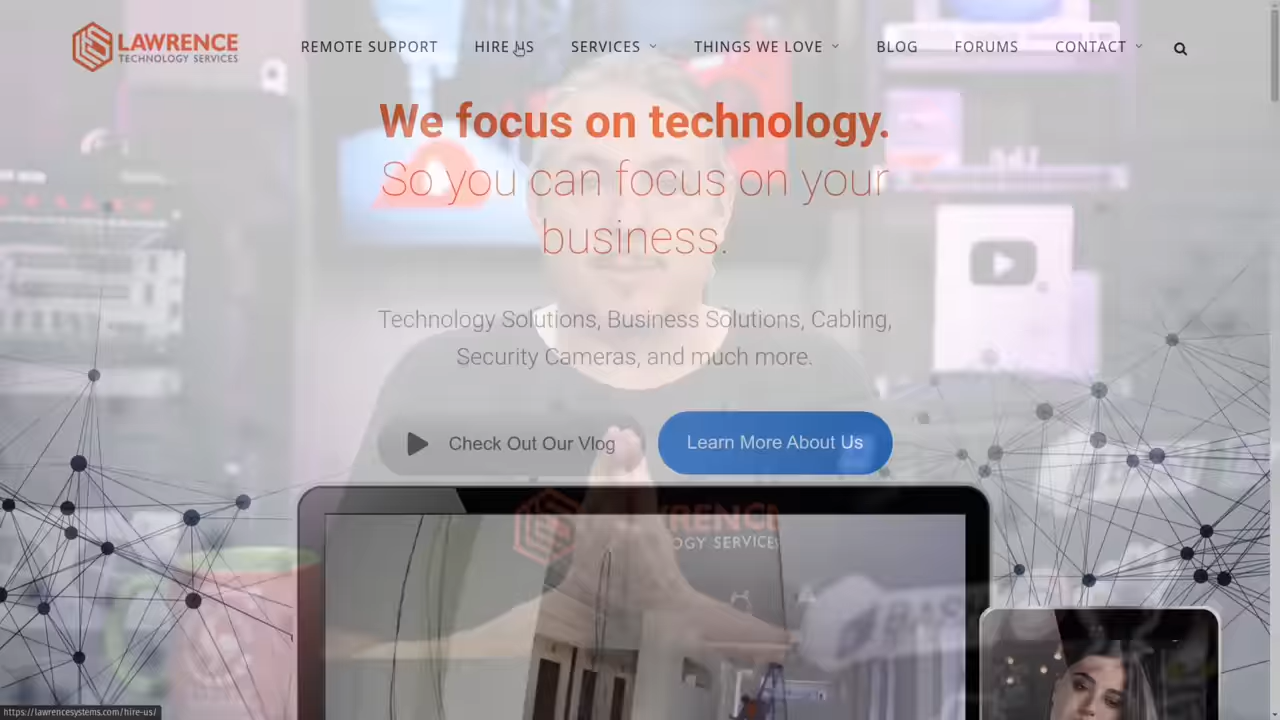 LAWRENCE
TECHNOLOGY SERVICES
REMOTE SUPPORT
HIRE US
SERVICES
THINGS WE LOVE
BLOG
FORUMS
CONTACT
We focus on technology.
So you can focus on your
business.
Technology Solutions, Business Solutions, Cabling,
Security Cameras, and much more.
Check Out Our Vlog
Learn More About Us
https://lawrencesystems.com/hire-us/